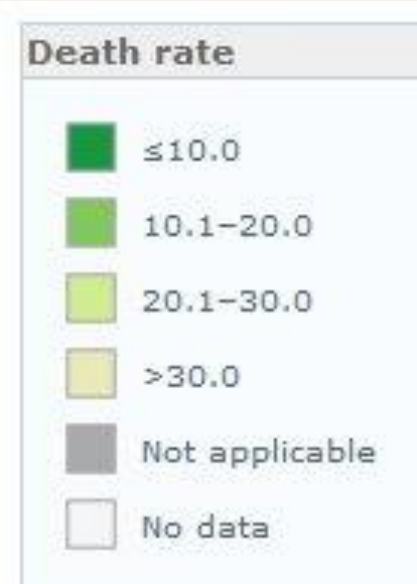 Death rate
≤10.0
10.1–20.0
20.1–30.0
>30.0
Not applicable
No data